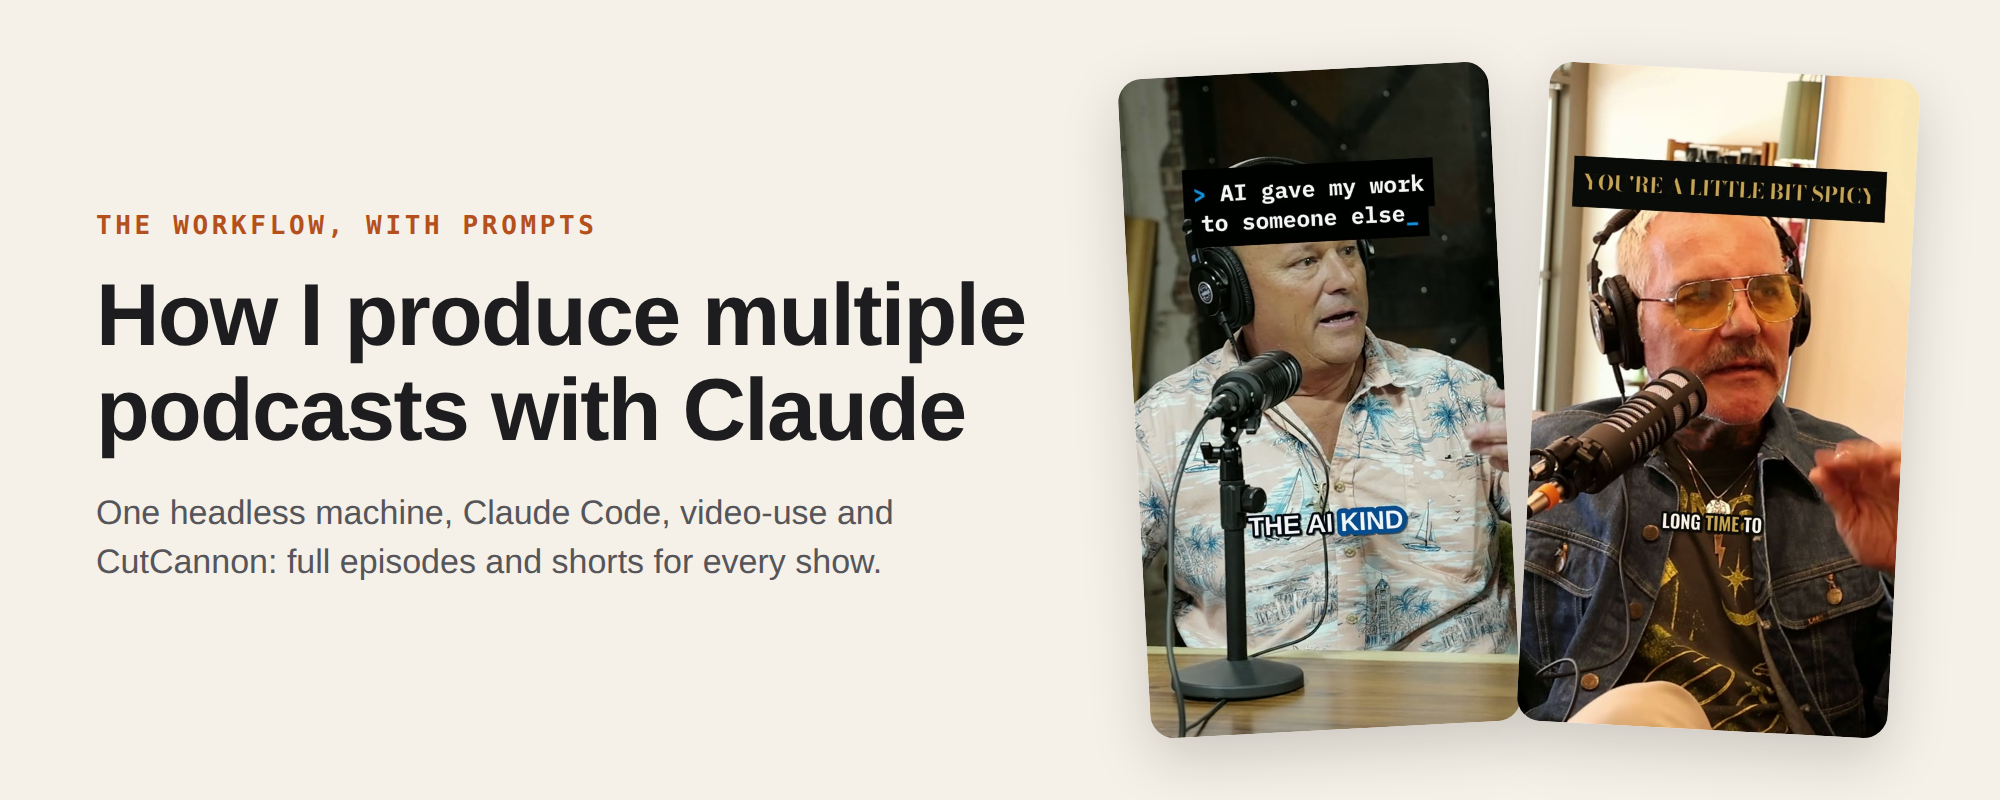 THE WORKFLOW, WITH PROMPTS
How I produce multiple
podcasts with Claude
One headless machine, Claude Code, video-use and
CutCannon: full episodes and shorts for every show.
> AI gave my work
to someone else_
THE AI KIND
YOU'RE A LITTLE BIT SPICY
LONG TIME TO